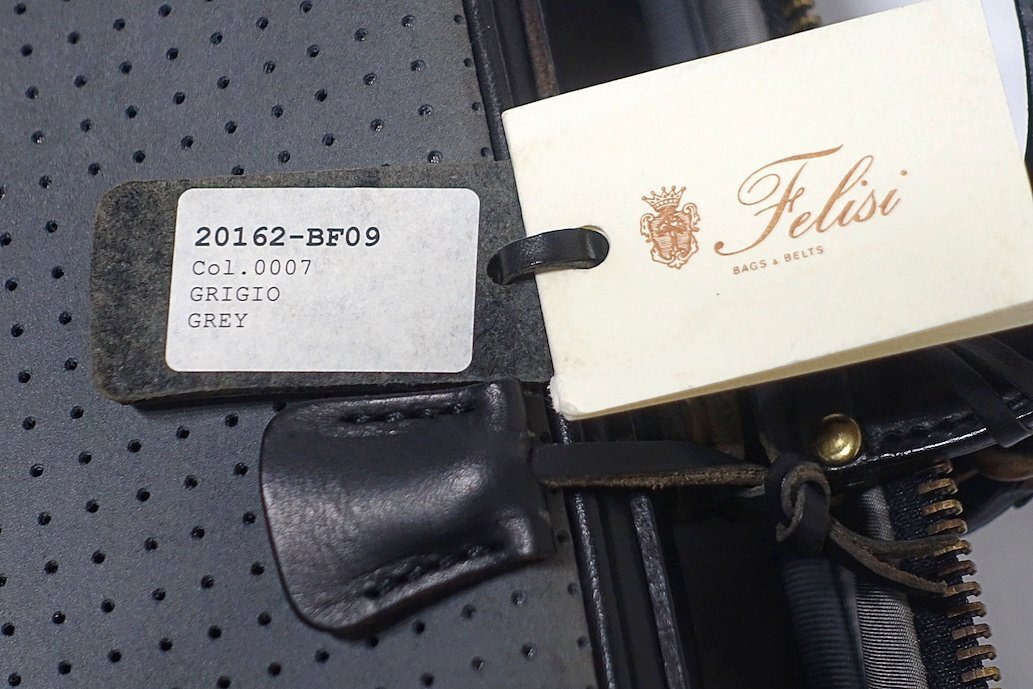 20162-BF09
Col.0007
GRIGIO
GREY
Felisi
BAGS & BELTS